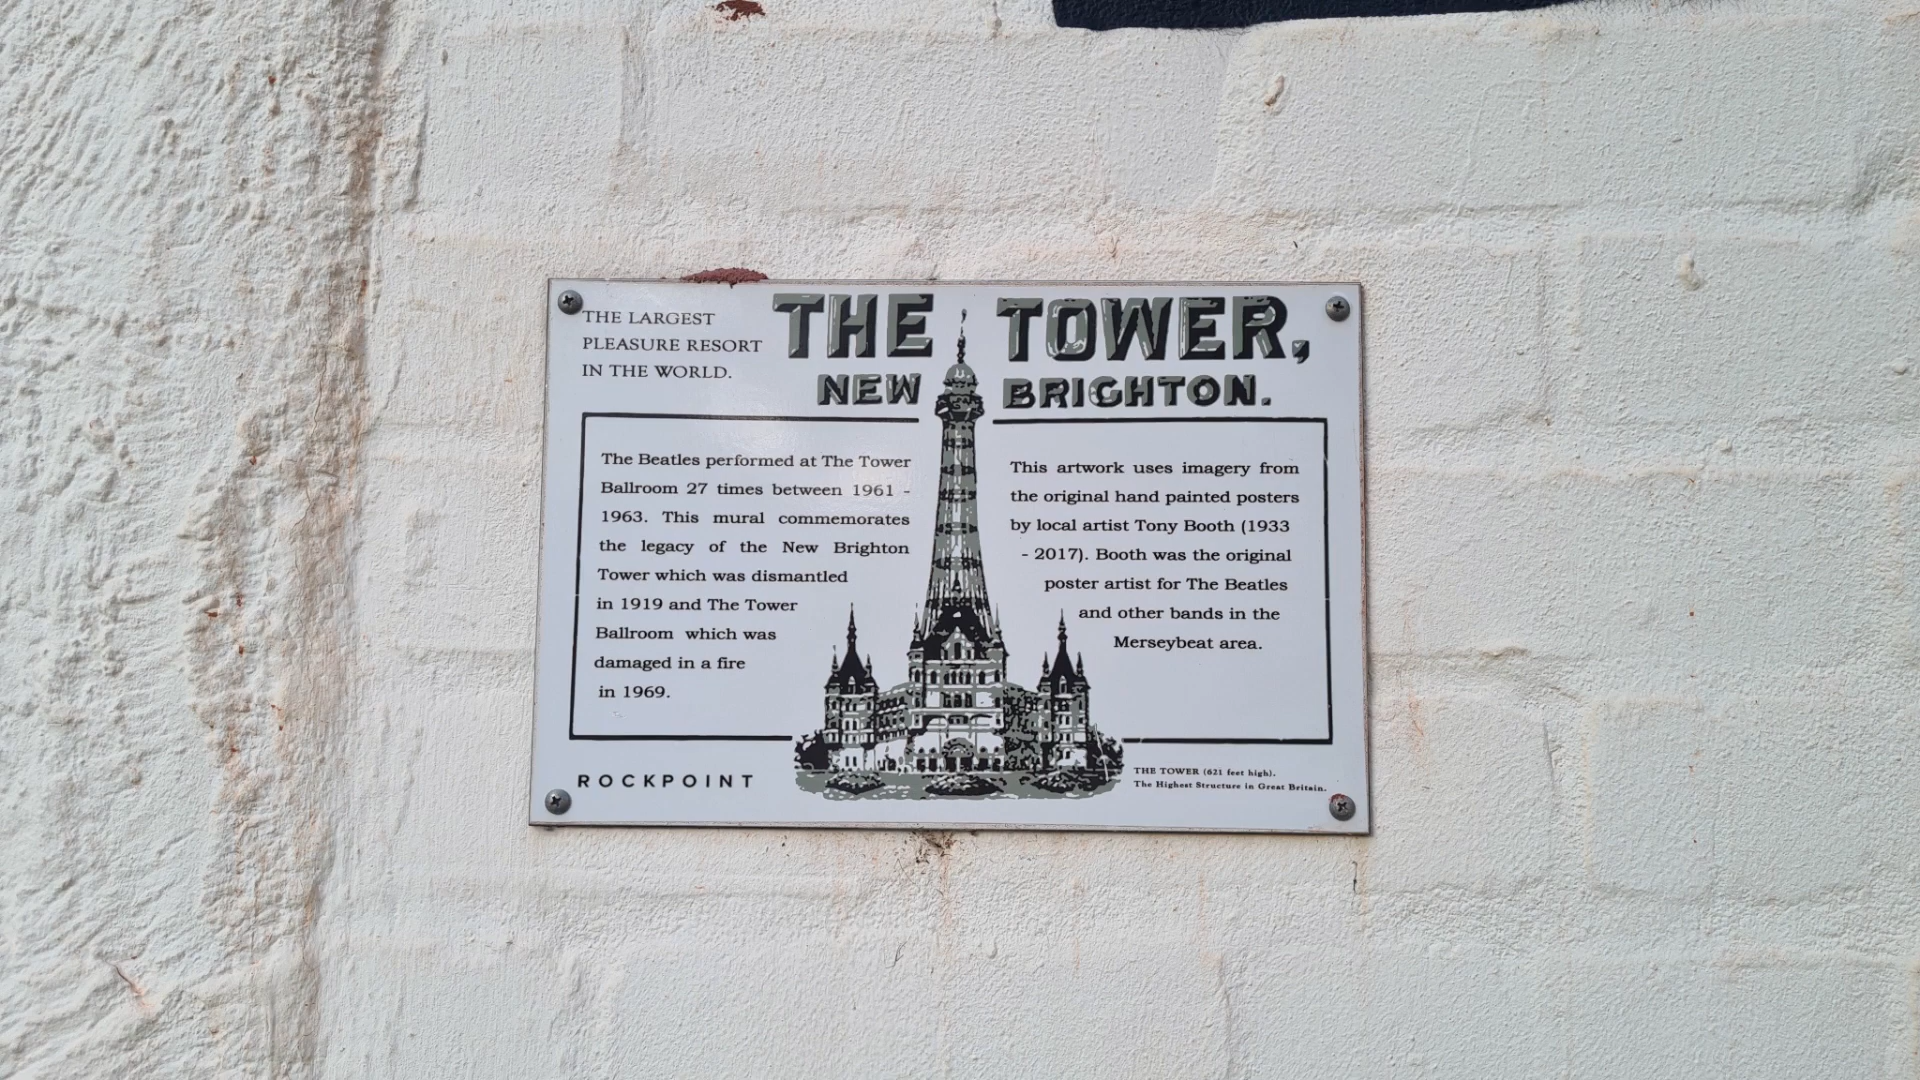 THE LARGEST
PLEASURE RESORT
IN THE WORLD.
THE TOWER,
NEW BRIGHTON.
The Beatles performed at The Tower
Ballroom 27 times between 1961 -
1963. This mural commemorates
the legacy of the New Brighton
Tower which was dismantled
in 1919 and The Tower
Ballroom which was
damaged in a fire
in 1969.
This artwork uses imagery from
the original hand painted posters
by local artist Tony Booth (1933
- 2017). Booth was the original
poster artist for The Beatles
and other bands in the
Merseybeat area.
ROCKPOINT
THE TOWER (621 feet high).
The Highest Structure in Great Britain.